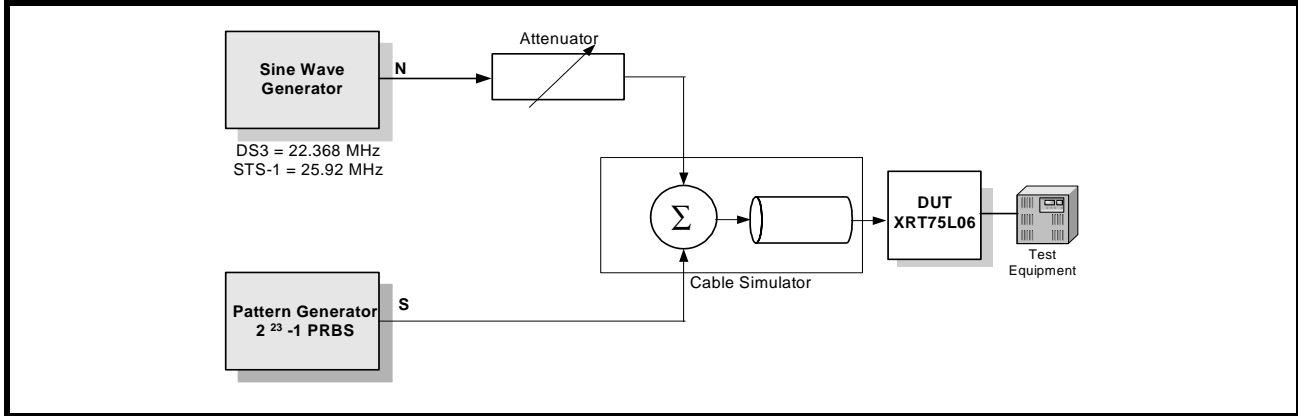 Attenuator
Sine Wave
Generator
N
DS3 = 22.368 MHz
STS-1 = 25.92 MHz
Σ
DUT
XRT75L06
Test
Equipment
Cable Simulator
Pattern Generator
2 ²³ -1 PRBS
S